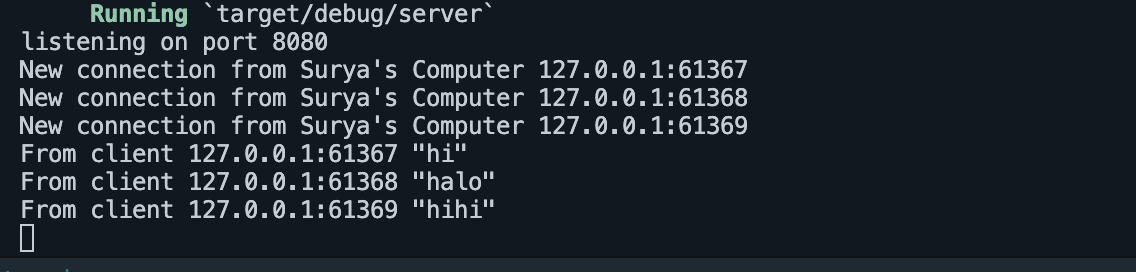 Running `target/debug/server`
listening on port 8080
New connection from Surya's Computer 127.0.0.1:61367
New connection from Surya's Computer 127.0.0.1:61368
New connection from Surya's Computer 127.0.0.1:61369
From client 127.0.0.1:61367 "hi"
From client 127.0.0.1:61368 "halo"
From client 127.0.0.1:61369 "hihi"